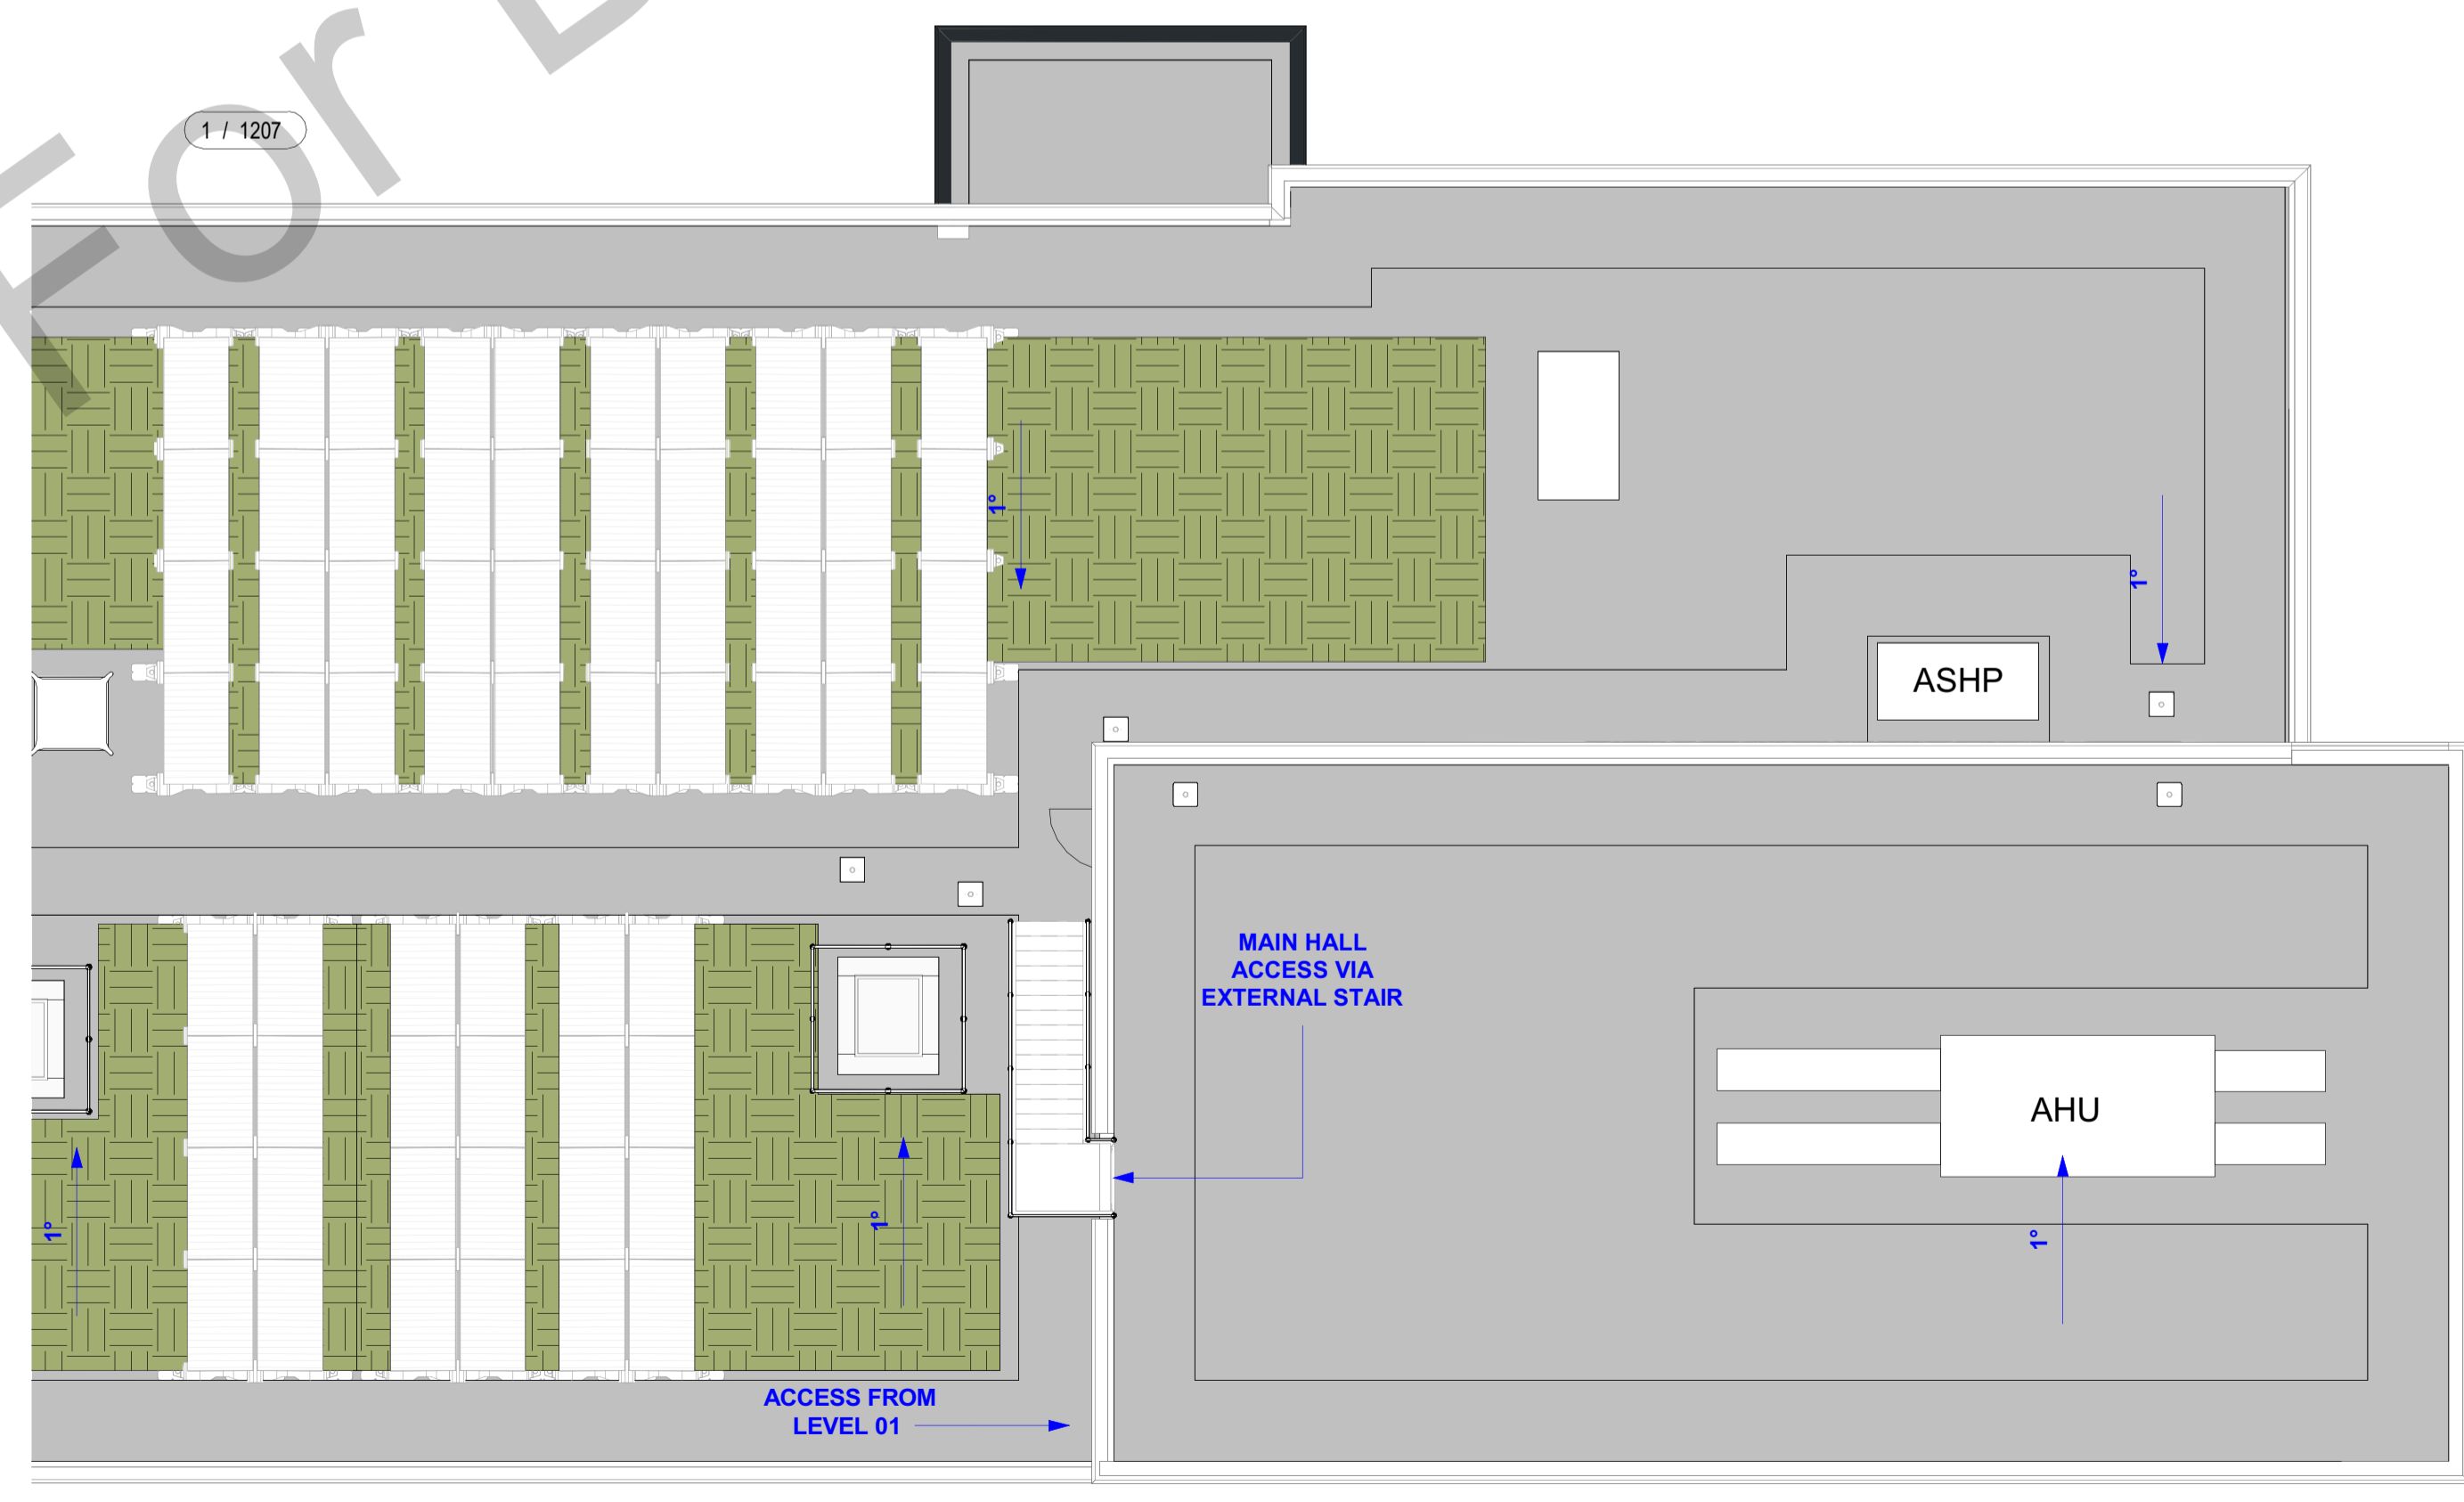 For
1 / 1207
1°
1°
ASHP
MAIN HALL
ACCESS VIA
EXTERNAL STAIR
AHU
1°
1°
1°
ACCESS FROM
LEVEL 01